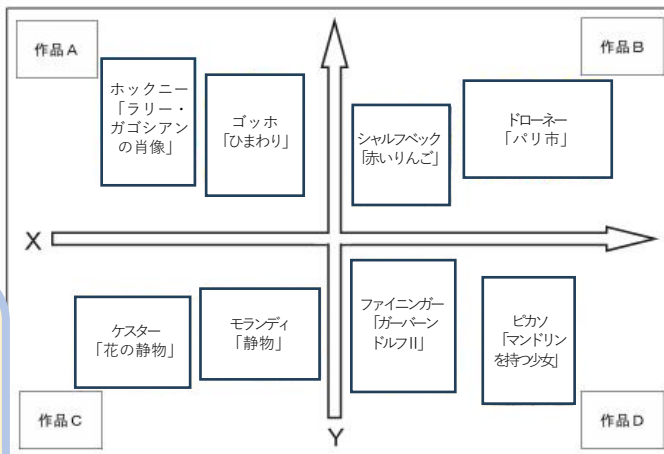 作品A
作品B
ホックニー
「ラリー・
ガゴシアン
の肖像」
ゴッホ
「ひまわり」
シャルフベック
「赤いりんご」
ドローネー
「パリ市」
X
ケスター
「花の静物」
モランディ
「静物」
ファイニンガー
「ガーバーン
ドルフII」
ピカソ
「マンドリン
を持つ少女」
作品C
Y
作品D